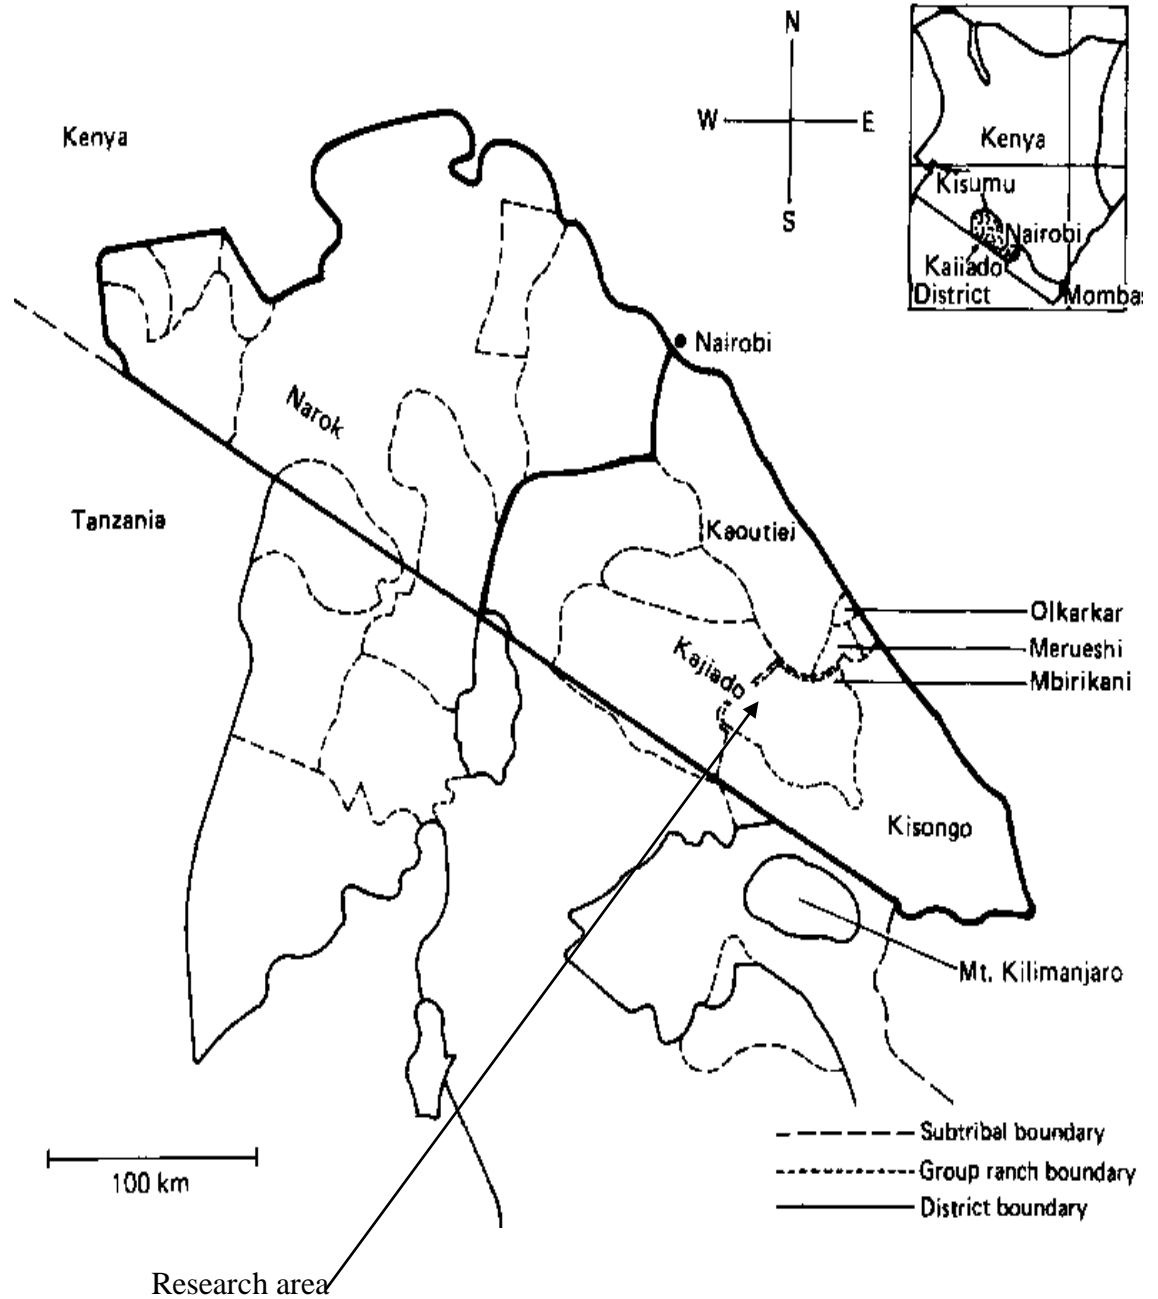 N
Kenya
W
E
S
Kenya
Kisumu
Nairobi
Kaiiado
District
Momba
Nairobi
Narok
Tanzania
Kaoutiei
Olkarkar
Merueshi
Mbirikani
Kajiado
Kisongo
Mt. Kilimanjaro
Subtribal boundary
Group ranch boundary
District boundary
100 km
Research area